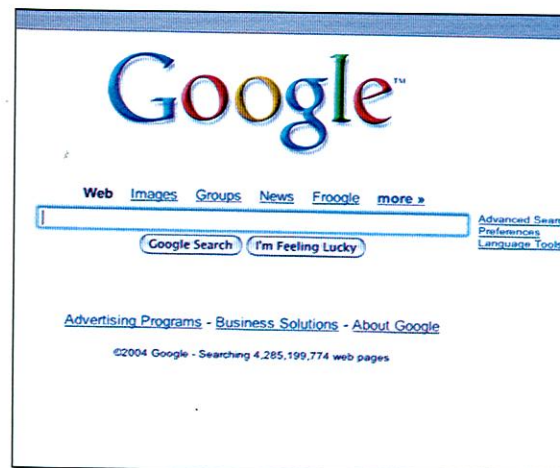 Google™
Web Images Groups News Froogle more »
Advanced Sear
Preferences
Language Tools
Google Search I'm Feeling Lucky
Advertising Programs - Business Solutions - About Google
©2004 Google - Searching 4,285,199,774 web pages